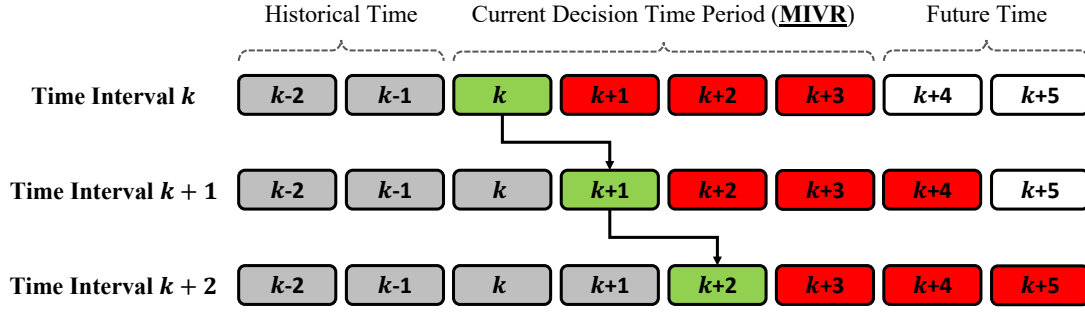 Historical Time Current Decision Time Period (MIVR) Future Time
Time Interval k k-2 k-1 k k+1 k+2 k+3 k+4 k+5
Time Interval k + 1 k-2 k-1 k k+1 k+2 k+3 k+4 k+5
Time Interval k + 2 k-2 k-1 k k+1 k+2 k+3 k+4 k+5